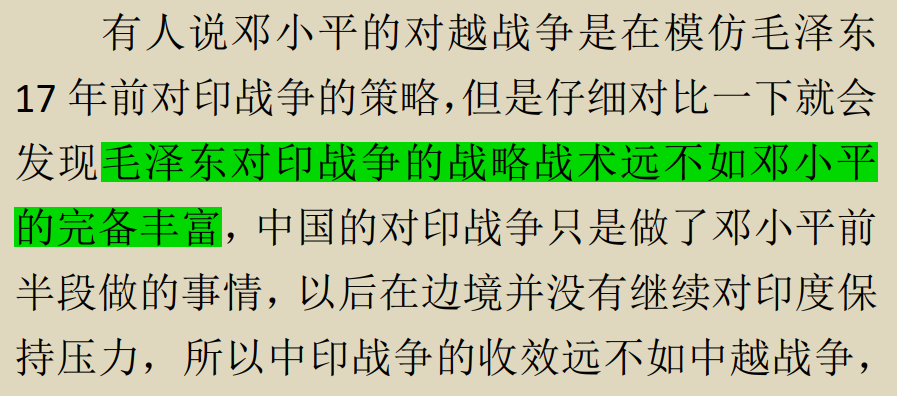 有人说邓小平的对越战争是在模仿毛泽东
17 年前对印战争的策略,但是仔细对比一下就会
发现毛泽东对印战争的战略战术远不如邓小平
的完备丰富，中国的对印战争只是做了邓小平前
半段做的事情，以后在边境并没有继续对印度保
持压力，所以中印战争的收效远不如中越战争，